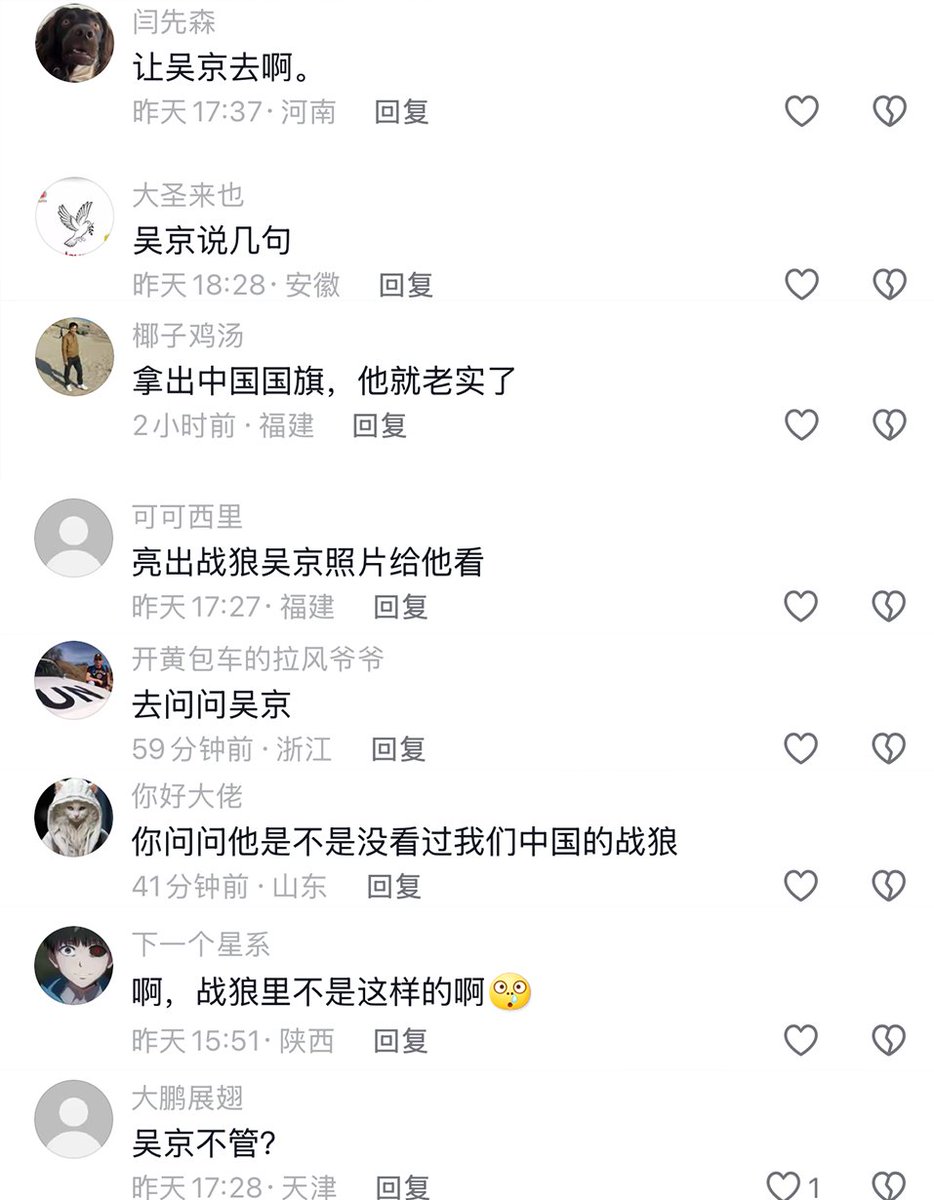 闫先森
让吴京去啊。
昨天 17:37 · 河南 回复
大圣来也
吴京说几句
昨天 18:28 · 安徽 回复
椰子鸡汤
拿出中国国旗，他就老实了
2小时前 · 福建 回复
可可西里
亮出战狼吴京照片给他看
昨天 17:27 · 福建 回复
开黄包车的拉风爷爷
UN
去问问吴京
59分钟前 · 浙江 回复
你好大佬
你问问他是不是没看过我们中国的战狼
41分钟前 · 山东 回复
下一个星系
啊，战狼里不是这样的啊
昨天 15:51 · 陕西 回复
大鹏展翅
吴京不管?
昨天 17:28 · 天津 回复 1